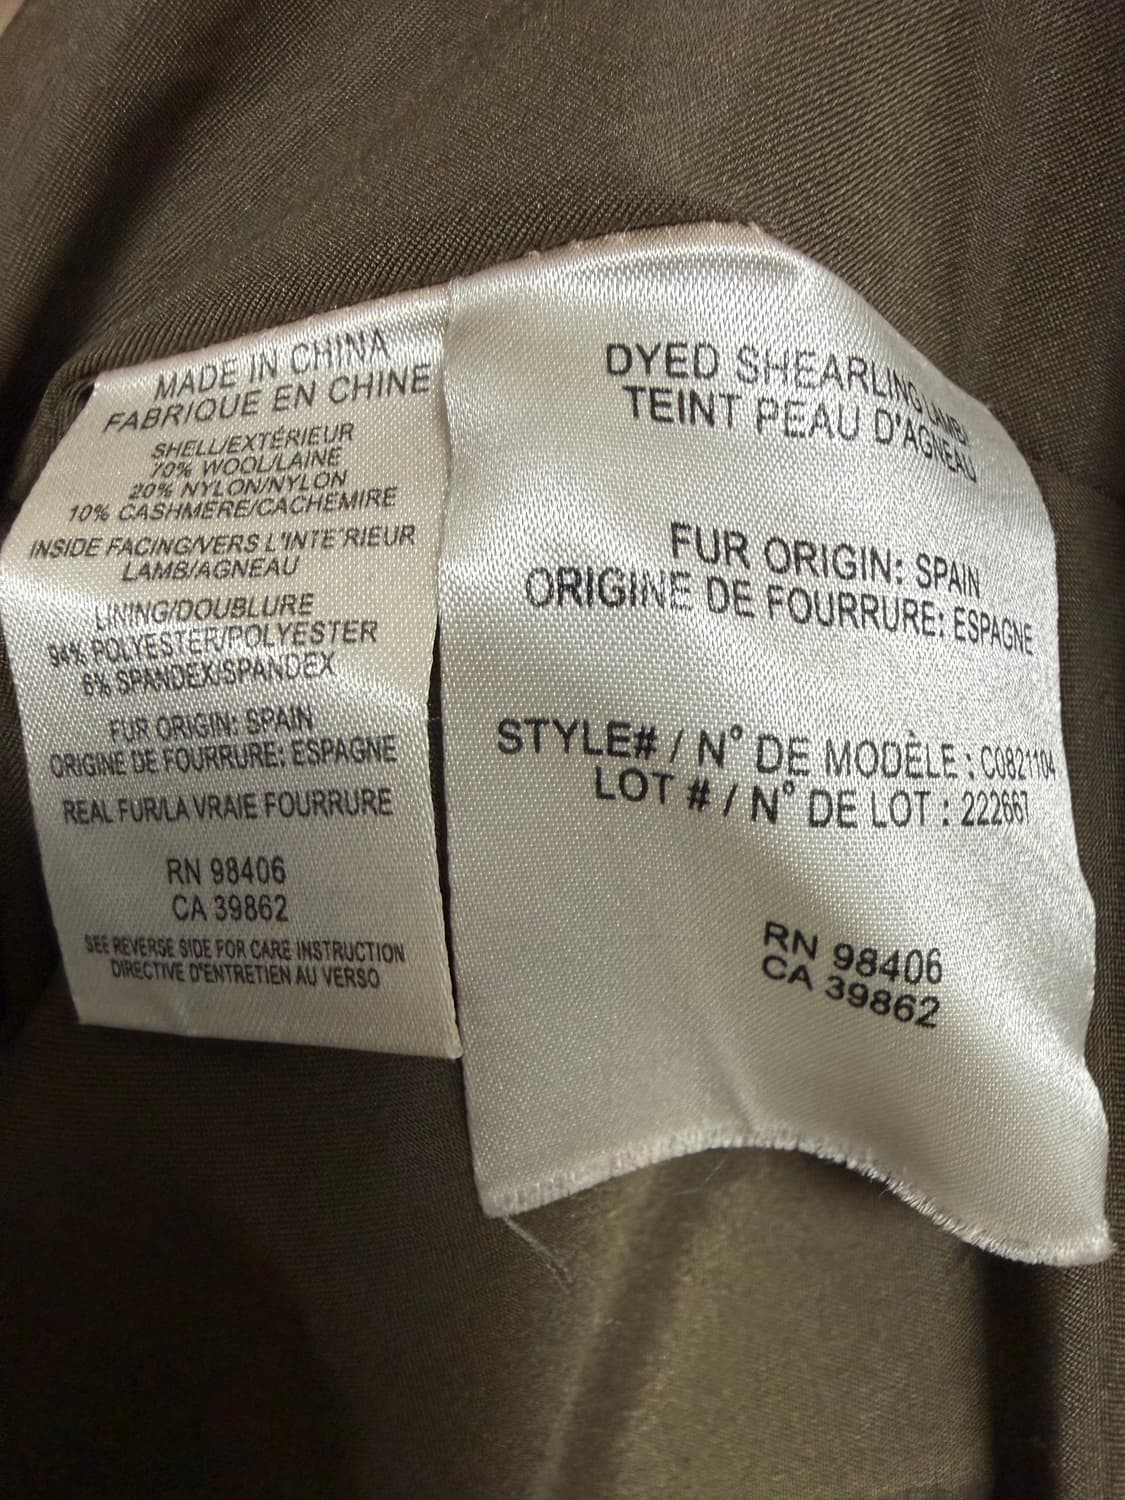 MADE IN CHINA
FABRIQUE EN CHINE
SHELL/EXTÉRIEUR
70% WOOL/LAINE
20% NYLON/NYLON
10% CASHMERE/CACHEMIRE
INSIDE FACING/VERS L'INTE'RIEUR
LAMB/AGNEAU
LINING/DOUBLURE
94% POLYESTER/POLYESTER
6% SPANDEX/SPANDEX
FUR ORIGIN: SPAIN
ORIGINE DE FOURRURE: ESPAGNE
REAL FUR/LA VRAIE FOURRURE
RN 98406
CA 39862
SEE REVERSE SIDE FOR CARE INSTRUCTION
DIRECTIVE D'ENTRETIEN AU VERSO
DYED SHEARLING LAMB
TEINT PEAU D'AGNEAU
FUR ORIGIN: SPAIN
ORIGINE DE FOURRURE: ESPAGNE
STYLE# / N° DE MODÈLE : C0821104
LOT # / N° DE LOT : 222667
RN 98406
CA 39862